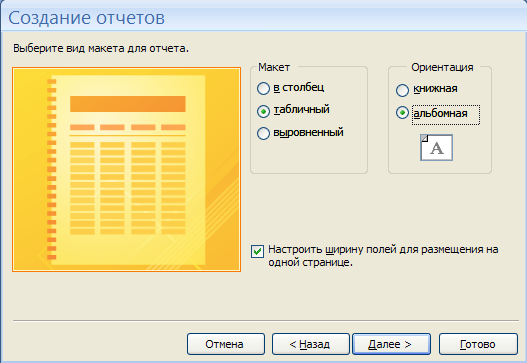 Создание отчетов
Выберите вид макета для отчета.
Макет
в столбец
табличный
выровненный
Ориентация
книжная
альбомная
A
Настроить ширину полей для размещения на
одной странице.
Отмена
< Назад
Далее >
Готово